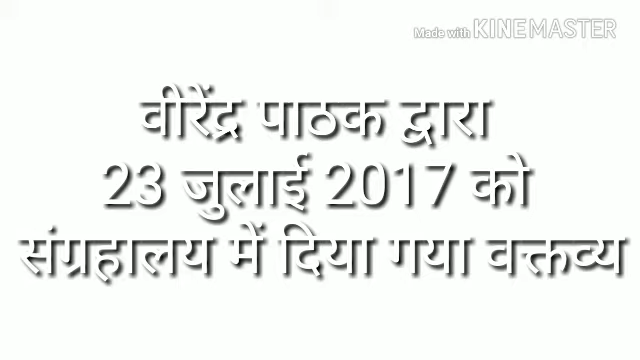 Made with KINEMASTER
वीरेंद्र पाठक द्वारा
23 जुलाई 2017 को
संग्रहालय में दिया गया वक्तव्य